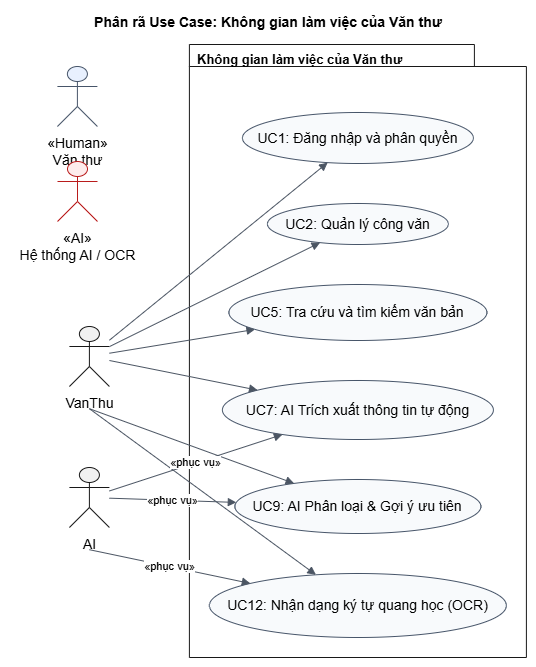 Phân rã Use Case: Không gian làm việc của Văn thư
Không gian làm việc của Văn thư
«Human»
Văn thư
«AI»
Hệ thống AI / OCR
UC1: Đăng nhập và phân quyền
UC2: Quản lý công văn
UC5: Tra cứu và tìm kiếm văn bản
VanThu
UC7: AI Trích xuất thông tin tự động
«phục vụ»
UC9: AI Phân loại & Gợi ý ưu tiên
«phục vụ»
AI
«phục vụ»
UC12: Nhận dạng ký tự quang học (OCR)